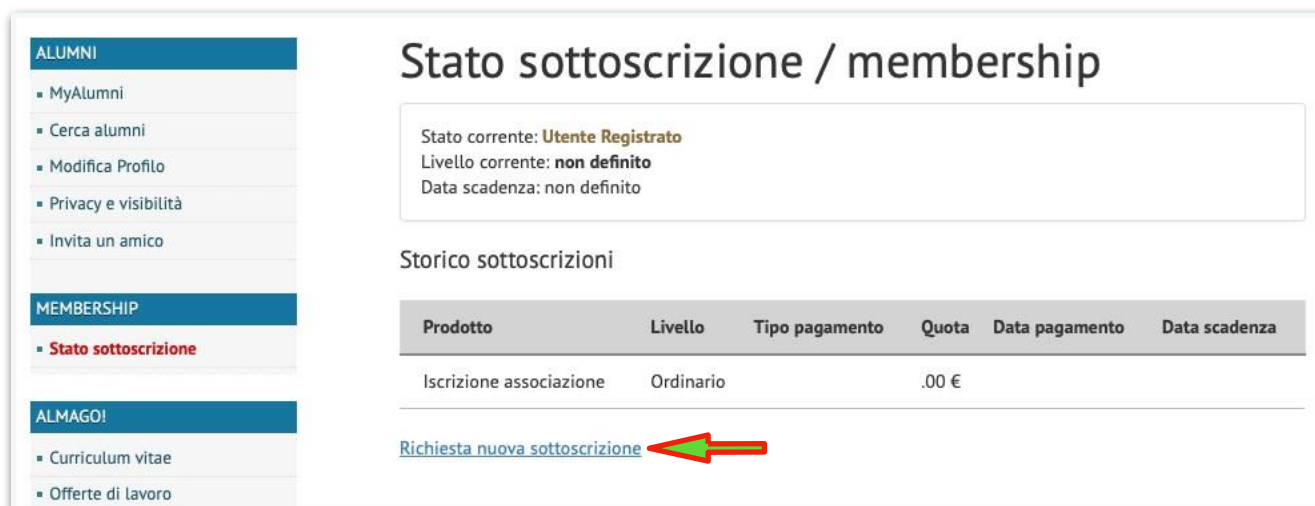 ALUMNI
MyAlumni
Cerca alumni
Modifica Profilo
Privacy e visibilità
Invita un amico
MEMBERSHIP
Stato sottoscrizione
ALMAGO!
Curriculum vitae
Offerte di lavoro
Stato sottoscrizione / membership
Stato corrente: Utente Registrato
Livello corrente: non definito
Data scadenza: non definito
Storico sottoscrizioni
Prodotto Livello Tipo pagamento Quota Data pagamento Data scadenza
Iscrizione associazione Ordinario .00 €
Richiesta nuova sottoscrizione